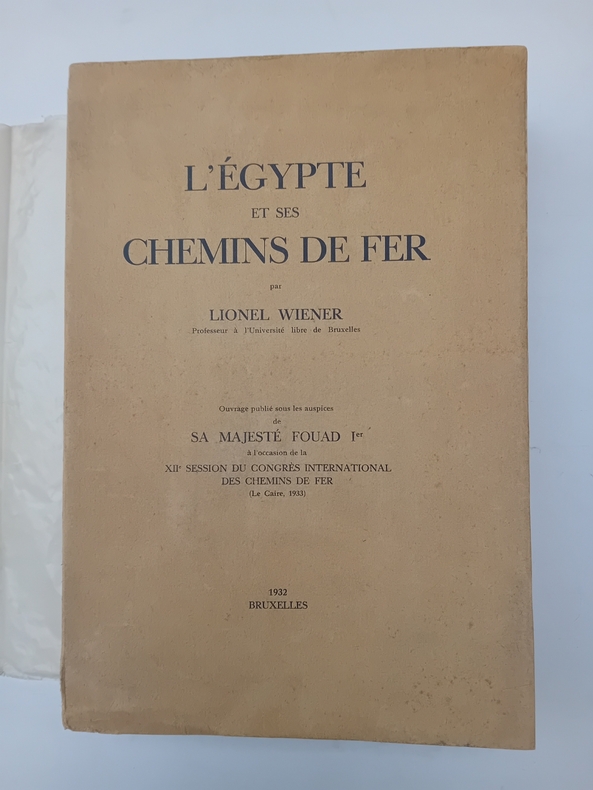 L'ÉGYPTE
ET SES
CHEMINS DE FER
par
LIONEL WIENER
Professeur à l'Université libre de Bruxelles
Ouvrage publié sous les auspices
de
SA MAJESTÉ FOUAD Ier
à l'occasion de la
XIIe SESSION DU CONGRÈS INTERNATIONAL
DES CHEMINS DE FER
(Le Caire, 1933)
1932
BRUXELLES